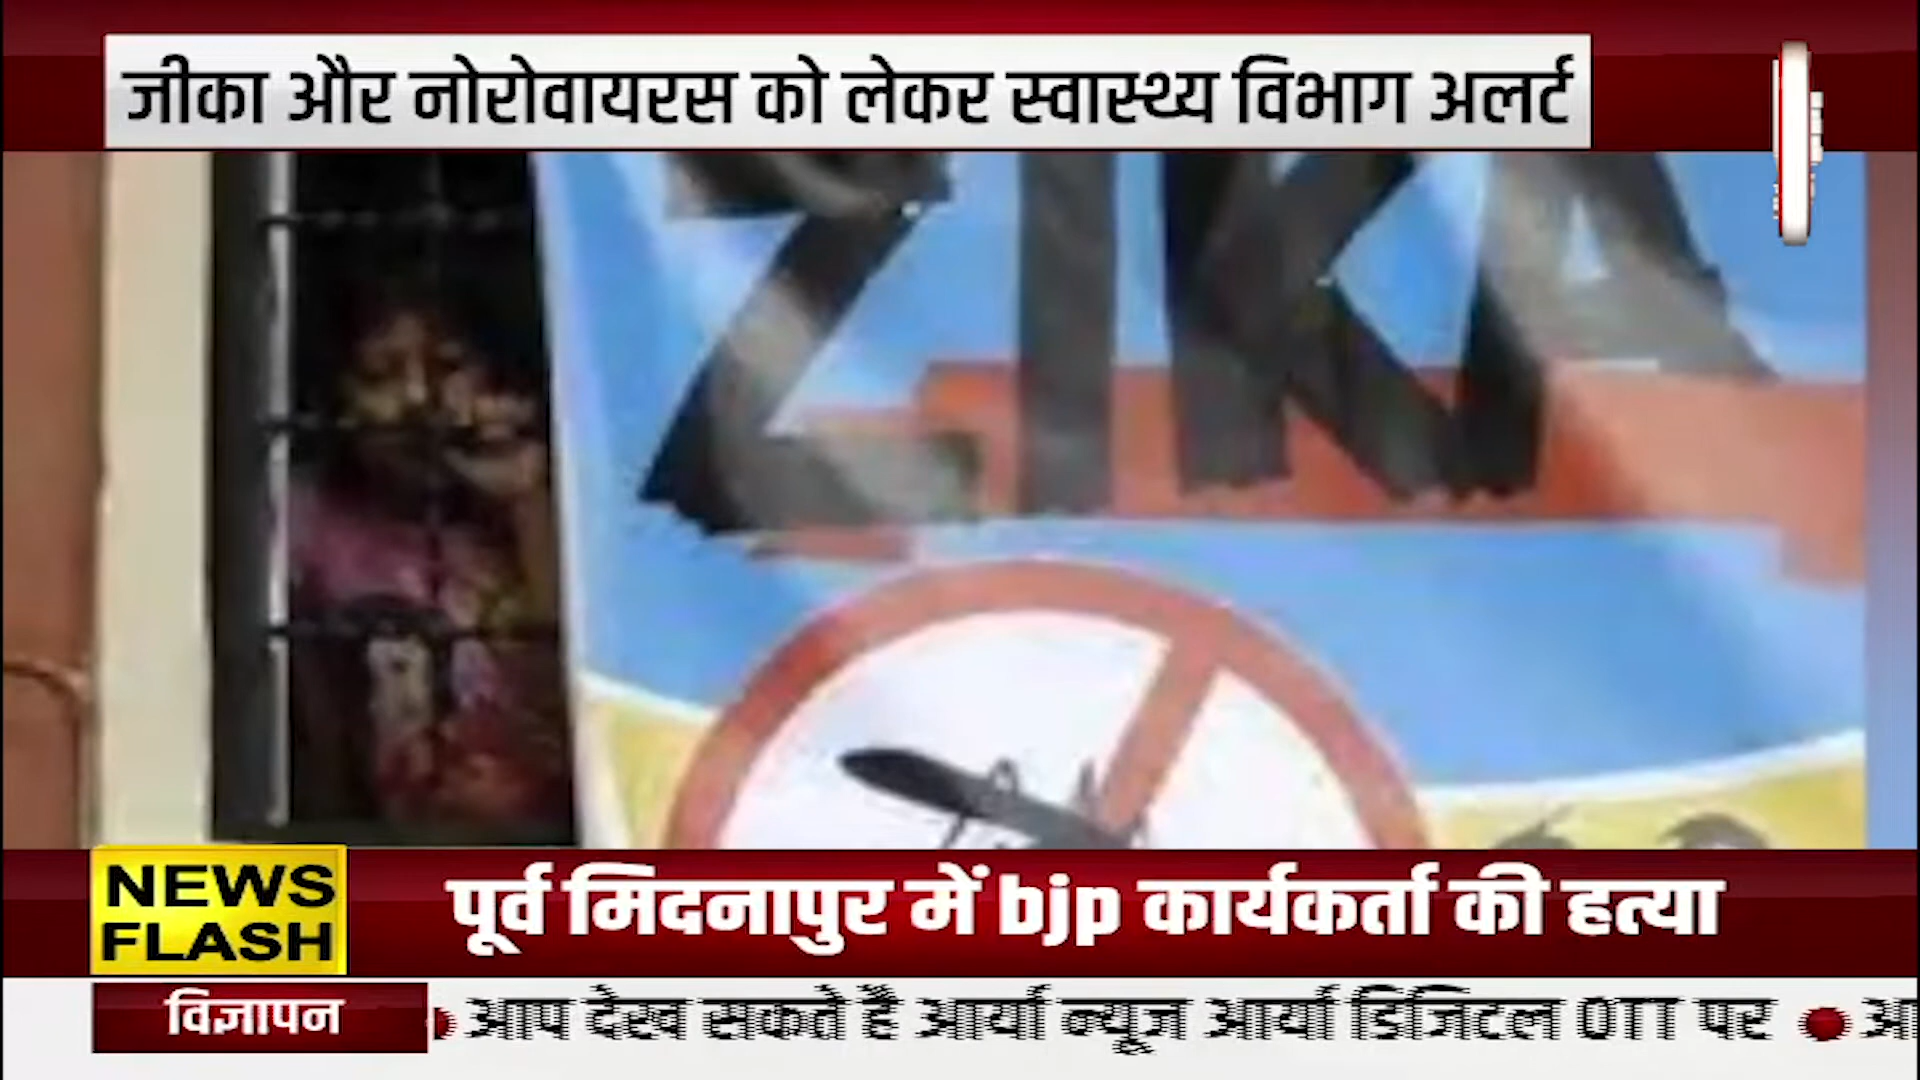 जीका और नोरोवायरस को लेकर स्वास्थ्य विभाग अलर्ट
ZIKA
NEWS
FLASH
पूर्व मिदनापुर में bjp कार्यकर्ता की हत्या
विज्ञापन
आप देख सकते हैं आर्या न्यूज आर्या डिजिटल OTT पर